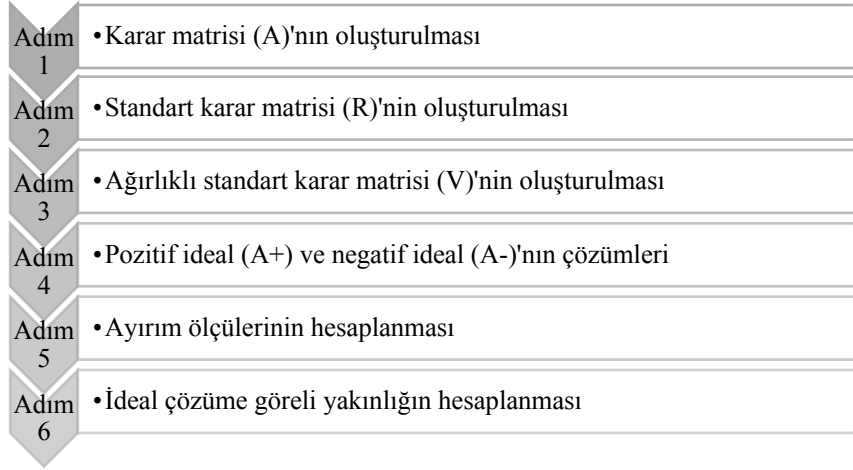 Adım
1
•Karar matrisi (A)'nın oluşturulması
Adım
2
•Standart karar matrisi (R)'nin oluşturulması
Adım
3
•Ağırlıklı standart karar matrisi (V)'nin oluşturulması
Adım
4
•Pozitif ideal (A+) ve negatif ideal (A-)'nın çözümleri
Adım
5
•Ayırım ölçülerinin hesaplanması
Adım
6
•İdeal çözüme göreli yakınlığın hesaplanması